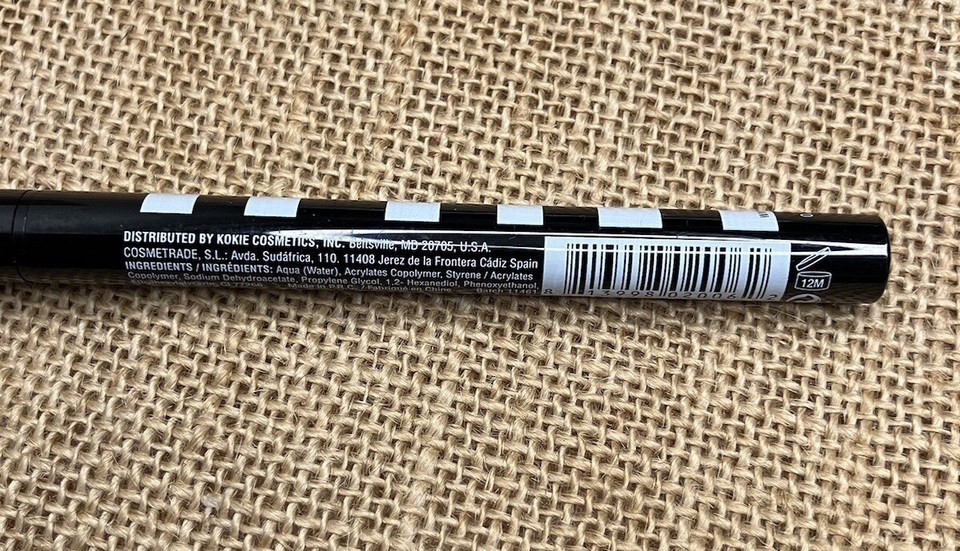 DISTRIBUTED BY KOKIE COSMETICS, INC. Beltsville, MD 20705, U.S.A.
COSMETRADE, S.L.: Avda. Sudáfrica, 110. 11408 Jerez de la Frontera Cádiz Spain
INGREDIENTS / INGRÉDIENTS: Aqua (Water), Acrylates Copolymer, Styrene / Acrylates
Copolymer, Sodium Dehydroacetate, Propylene Glycol, 1,2- Hexanediol, Phenoxyethanol,
Made in P.R.C. / Fabriqué en Chine Batch 11461
12M